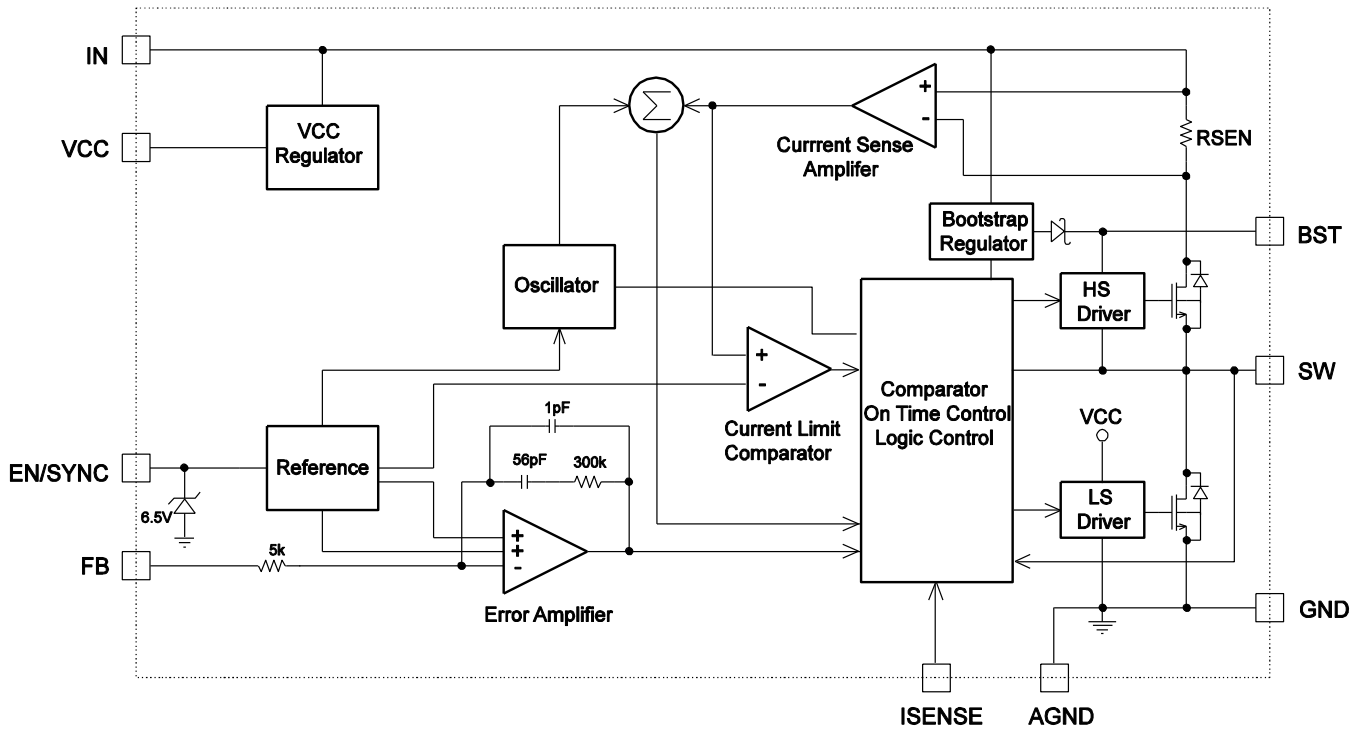 IN
VCC
VCC
Regulator
Σ
+
-
Currrent Sense
Amplifer
RSEN
Bootstrap
Regulator
BST
Oscillator
HS
Driver
+
-
Current Limit
Comparator
Comparator
On Time Control
Logic Control
SW
VCC
1pF
56pF
300k
EN/SYNC
Reference
6.5V
LS
Driver
FB
5k
+
+
-
Error Amplifier
GND
ISENSE
AGND